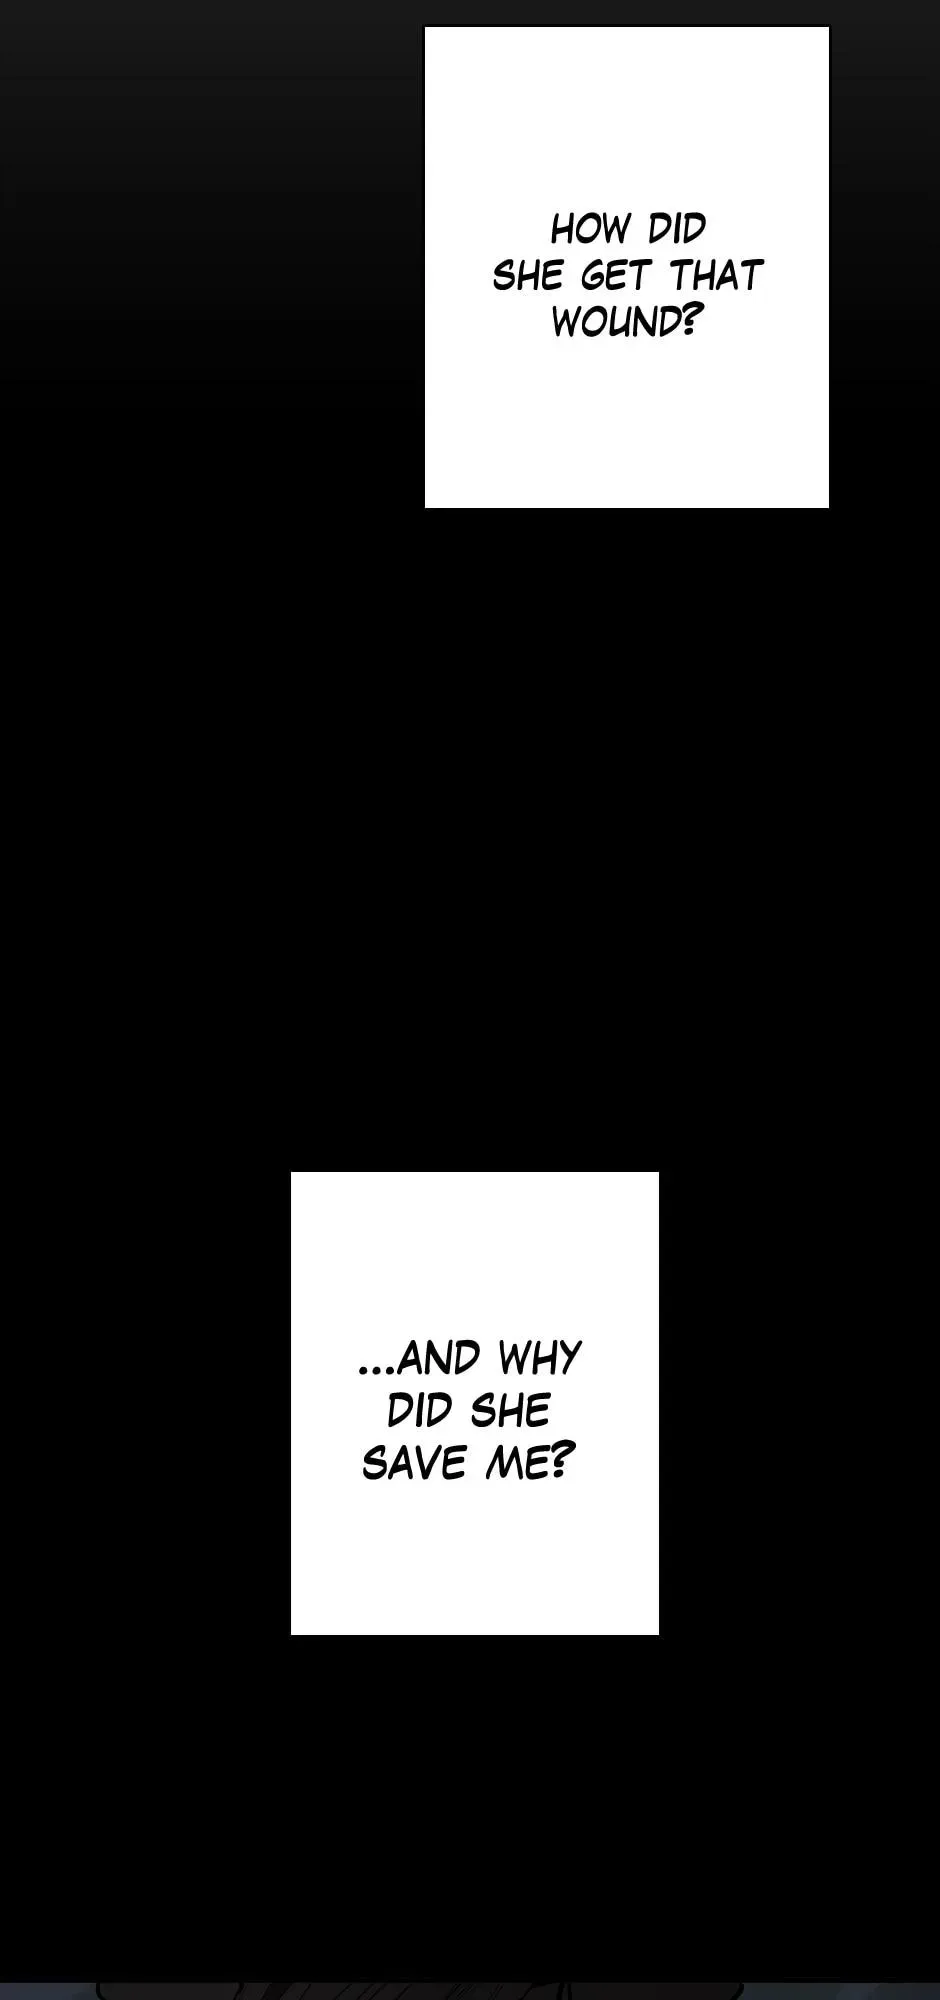 HOW DID
SHE GET THAT
WOUND?
...AND WHY
DID SHE
SAVE ME?